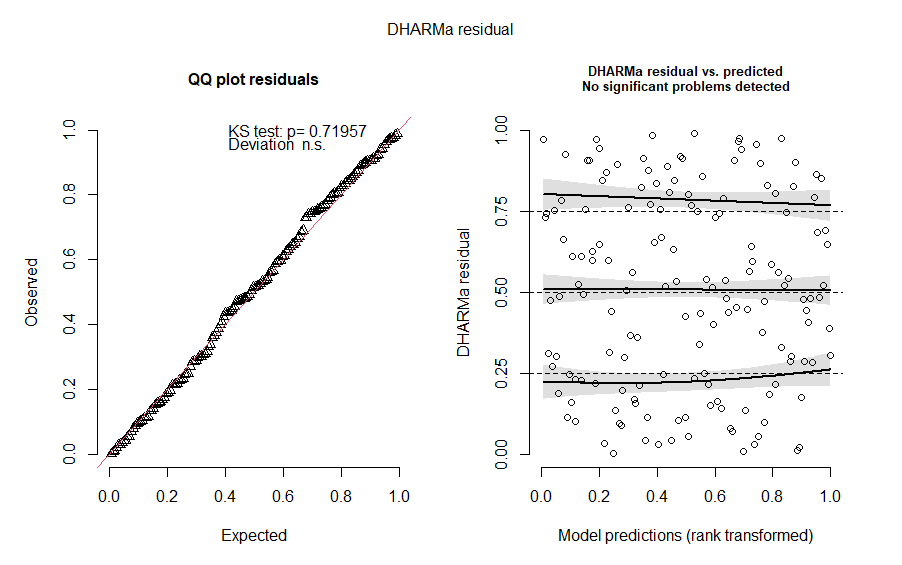 DHARMa residual
QQ plot residuals
KS test: p= 0.71957
Deviation n.s.
Observed
0.0 0.2 0.4 0.6 0.8 1.0
0.0 0.2 0.4 0.6 0.8 1.0
Expected
DHARMa residual vs. predicted
No significant problems detected
DHARMa residual
0.00 0.25 0.50 0.75 1.00
0.0 0.2 0.4 0.6 0.8 1.0
Model predictions (rank transformed)